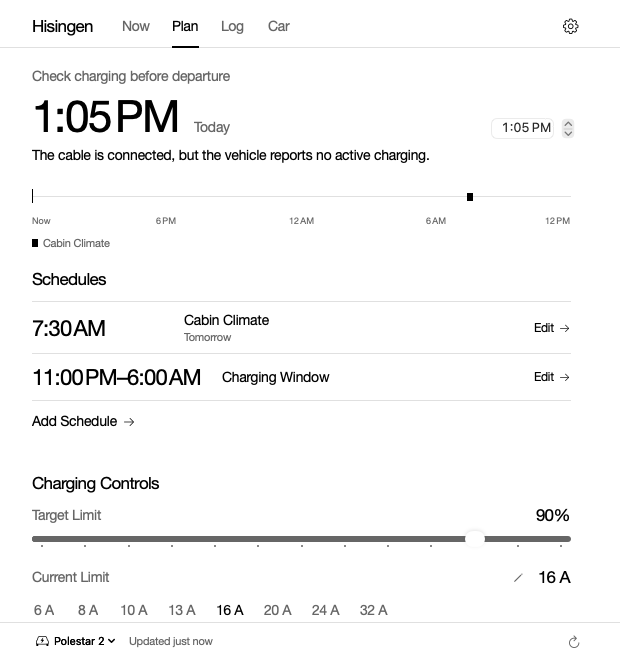 Hisingen Now Plan Log Car
Check charging before departure
1:05 PM Today
1:05 PM
The cable is connected, but the vehicle reports no active charging.
Now 6 PM 12 AM 6 AM 12 PM
Cabin Climate
Schedules
7:30 AM Cabin Climate Edit →
Tomorrow
11:00 PM–6:00 AM Charging Window Edit →
Add Schedule →
Charging Controls
Target Limit 90%
Current Limit 16 A
6 A 8 A 10 A 13 A 16 A 20 A 24 A 32 A
Polestar 2 Updated just now